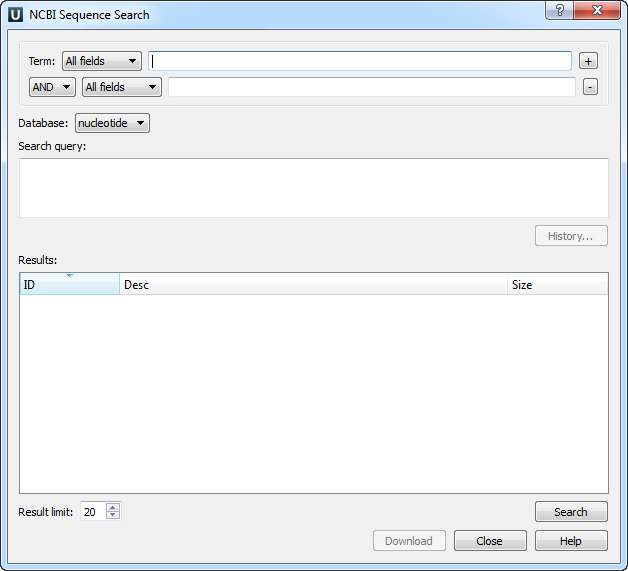 U NCBI Sequence Search ?
Term: All fields +
AND All fields -
Database: nucleotide
Search query:
History...
Results:
ID Desc Size
Result limit: 20 Search
Download Close Help